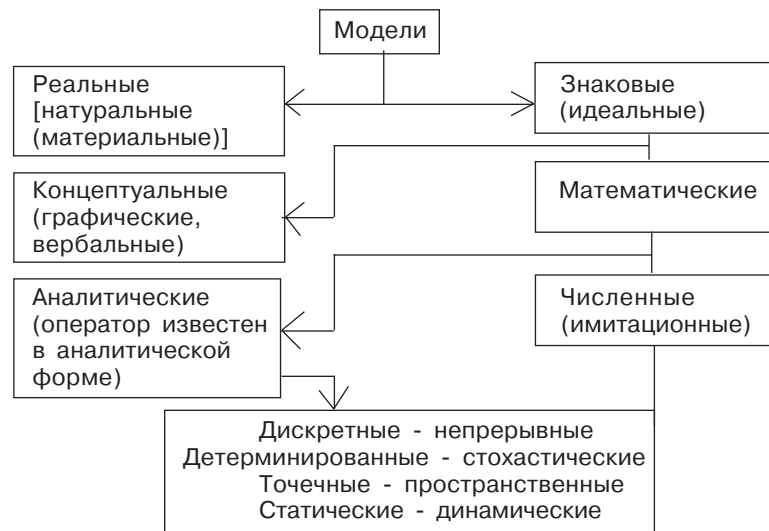 Модели
Реальные
[натуральные
(материальные)]
Знаковые
(идеальные)
Концептуальные
(графические,
вербальные)
Математические
Аналитические
(оператор известен
в аналитической
форме)
Численные
(имитационные)
Дискретные - непрерывные
Детерминированные - стохастические
Точечные - пространственные
Статические - динамические